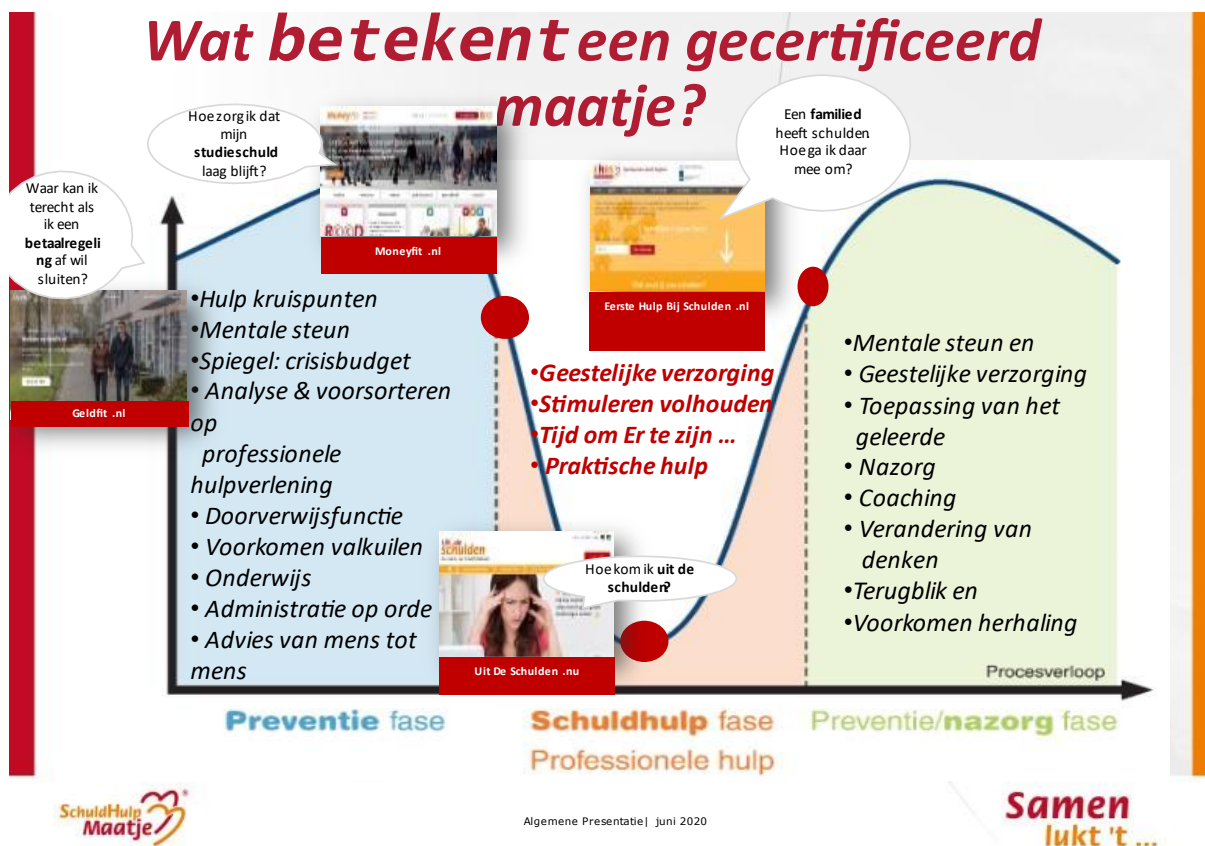 Wat betekent een gecertificeerd
maatje?
Hoe zorg ik dat
mijn
studieschuld
laag blijft?
Een familied
heeft schulden
Hoe ga ik daar
mee om?
Waar kan ik
terecht als
ik een
betaalregeli
ng af wil
sluiten?
Moneyfit .nl
Eerste Hulp Bij Schulden .nl
Geldfit .nl
•Hulp kruispunten
•Mentale steun
•Spiegel: crisisbudget
• Analyse & voorsorteren
op
professionele
hulpverlening
• Doorverwijsfunctie
• Voorkomen valkuilen
• Onderwijs
• Administratie op orde
• Advies van mens tot
mens
•Geestelijke verzorging
•Stimuleren volhouden
•Tijd om Er te zijn ...
• Praktische hulp
schulden
Hoe kom ik uit de
schulden?
Uit De Schulden .nu
•Mentale steun en
• Geestelijke verzorging
• Toepassing van het
geleerde
• Nazorg
• Coaching
• Verandering van
denken
•Terugblik en
•Voorkomen herhaling
Procesverloop
Preventie fase
Schuldhulp fase
Professionele hulp
Preventie/nazorg fase
SchuldHulp
Maatje®
Algemene Presentatie| juni 2020
Samen
lukt 't ...